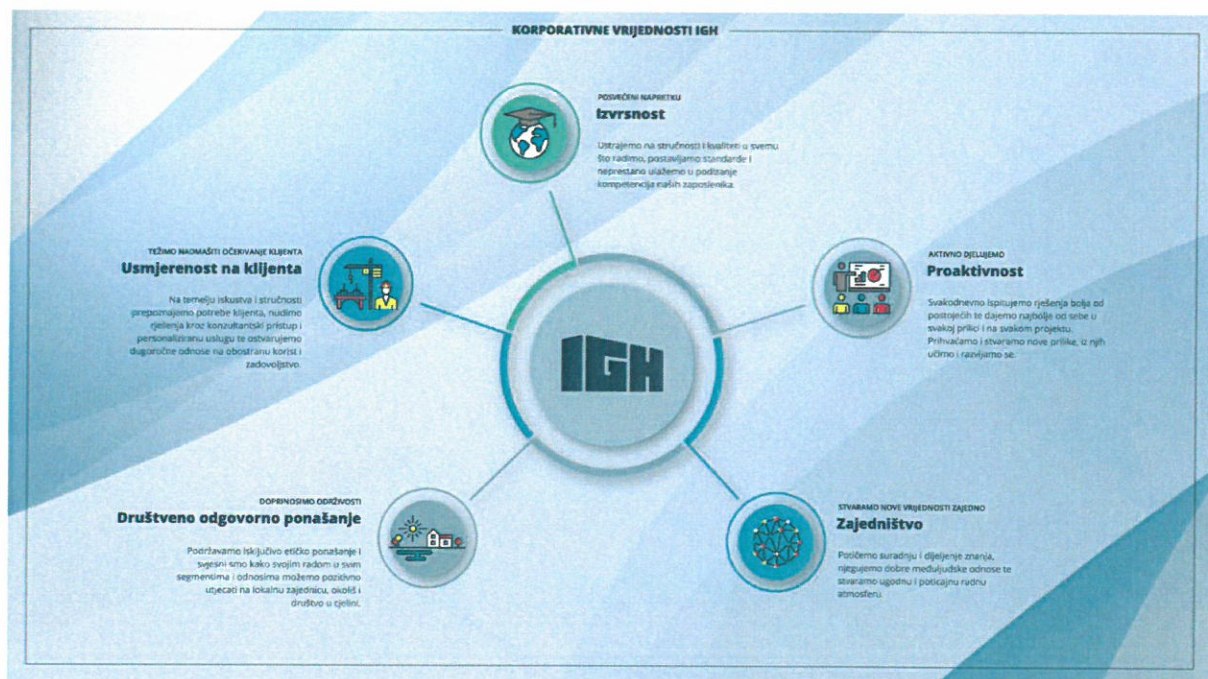 KORPORATIVNE VRIJEDNOSTI IGH
POSVEĆENI NAPRETKU
Izvrsnost
Ustrajemo na stručnosti i kvaliteti u svemu
što radimo, postavljamo standarde i
neprestano ulažemo u podizanje
kompetencija naših zaposlenika.
TEŽIMO NADMAŠITI OČEKIVANJE KLIJENTA
Usmjerenost na klijenta
Na temelju iskustva i stručnosti
prepoznajemo potrebe klijenta, nudimo
rješenja kroz konzultantski pristup i
personaliziranu uslugu te ostvarujemo
dugoročne odnose na obostranu korist i
zadovoljstvo.
AKTIVNO DJELUJEMO
Proaktivnost
Svakodnevno ispitujemo rješenja bolja od
postojećih te dajemo najbolje od sebe u
svakoj prilici i na svakom projektu.
Prihvaćamo i stvaramo nove prilike, iz njih
učimo i razvijamo se.
IGH
DOPRINOSIMO ODRŽIVOSTI
Društveno odgovorno ponašanje
Podržavamo isključivo etičko ponašanje i
svjesni smo kako svojim radom u svim
segmentima i odnosima možemo pozitivno
utjecati na lokalnu zajednicu, okoliš i
društvo u cjelini.
STVARAMO NOVE VRIJEDNOSTI ZAJEDNO
Zajedništvo
Potičemo suradnju i dijeljenje znanja,
njegujemo dobre međuljudske odnose te
stvaramo ugodnu i poticajnu radnu
atmosferu.